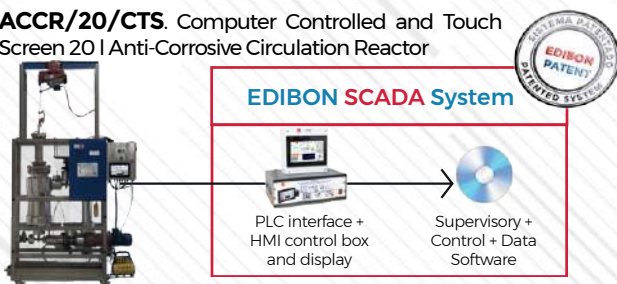 ACCR/20/CTS. Computer Controlled and Touch
Screen 20 l Anti-Corrosive Circulation Reactor
SISTEMA PATENTADO
EDIBON
PATENT
PATENTED SYSTEM
EDIBON SCADA System
PLC interface +
HMI control box
and display
Supervisory +
Control + Data
Software